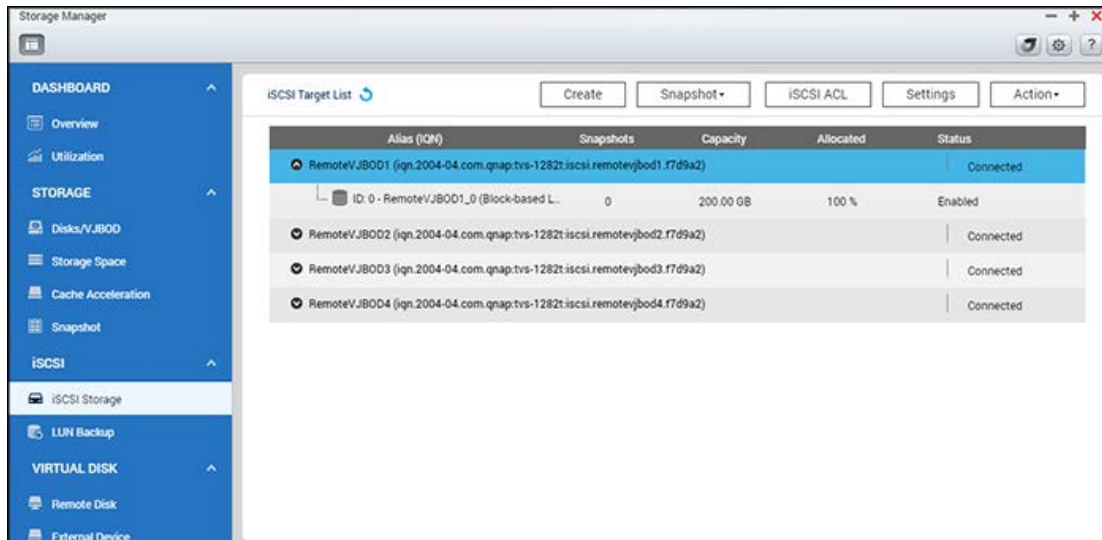 Storage Manager
DASHBOARD
Overview
Utilization
STORAGE
Disks/VJBOD
Storage Space
Cache Acceleration
Snapshot
iSCSI
iSCSI Storage
LUN Backup
VIRTUAL DISK
Remote Disk
External Device
iSCSI Target List Create Snapshot iSCSI ACL Settings Action
Alias (IQN) Snapshots Capacity Allocated Status
RemoteVJBOD1 (iqn.2004-04.com.qnap:tvs-1282t:iscsi.remotevjbod1.f7d9a2) Connected
ID: 0 - RemoteVJBOD1_0 (Block-based L... 0 200.00 GB 100 % Enabled
RemoteVJBOD2 (iqn.2004-04.com.qnap:tvs-1282t:iscsi.remotevjbod2.f7d9a2) Connected
RemoteVJBOD3 (iqn.2004-04.com.qnap:tvs-1282t:iscsi.remotevjbod3.f7d9a2) Connected
RemoteVJBOD4 (iqn.2004-04.com.qnap:tvs-1282t:iscsi.remotevjbod4.f7d9a2) Connected